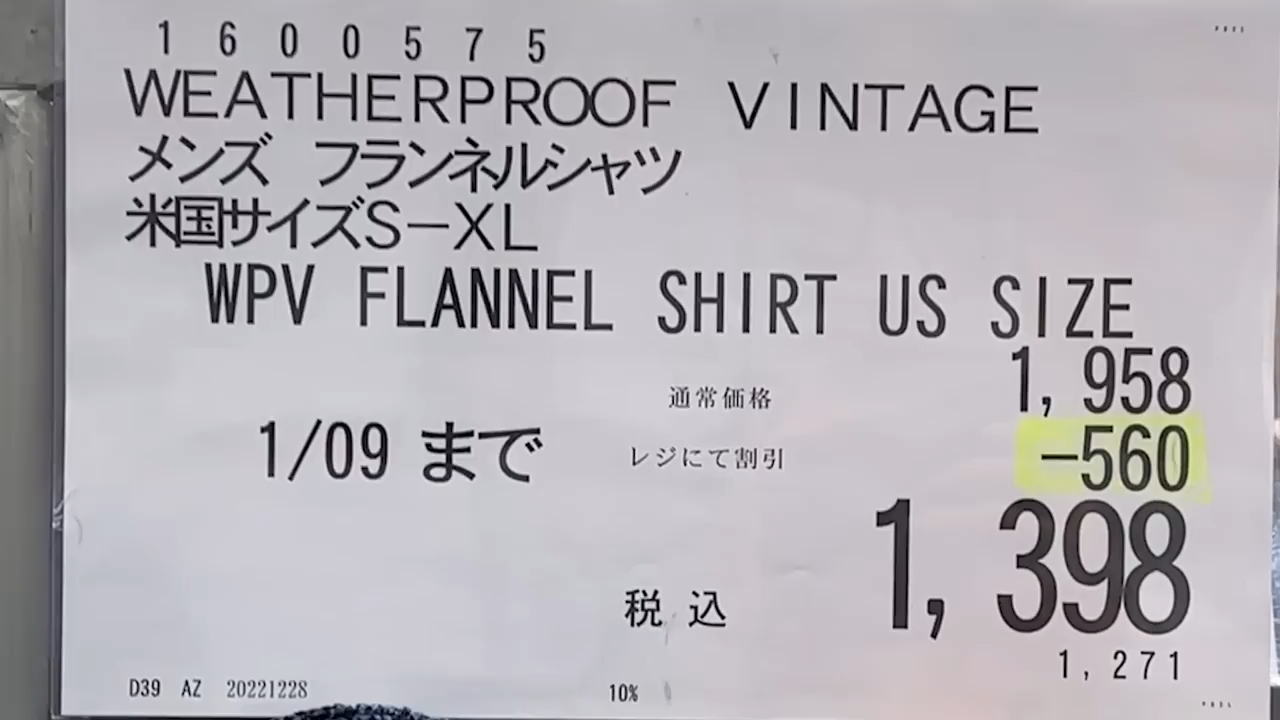 1600575
WEATHERPROOF VINTAGE
メンズ フランネルシャツ
米国サイズS-XL
WPV FLANNEL SHIRT US SIZE
通常価格 1,958
1/09 まで レジにて割引 -560
税込 1,398
1,271
D39 AZ 20221228 10%